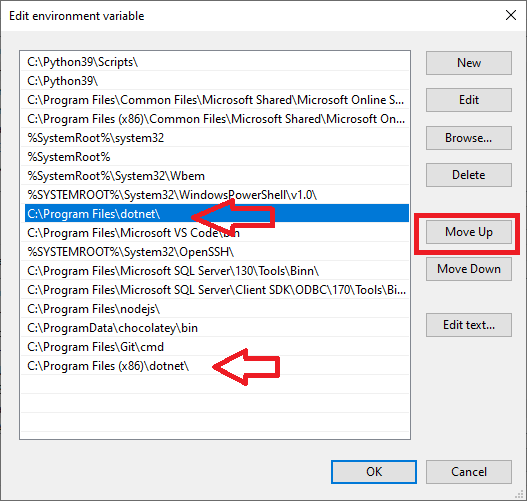 Edit environment variable
C:\Python39\Scripts\
C:\Python39\
C:\Program Files\Common Files\Microsoft Shared\Microsoft Online S...
C:\Program Files (x86)\Common Files\Microsoft Shared\Microsoft On...
%SystemRoot%\system32
%SystemRoot%
%SystemRoot%\System32\Wbem
%SYSTEMROOT%\System32\WindowsPowerShell\v1.0\
C:\Program Files\dotnet\
C:\Program Files\Microsoft VS Code\bin
%SYSTEMROOT%\System32\OpenSSH\
C:\Program Files\Microsoft SQL Server\130\Tools\Binn\
C:\Program Files\Microsoft SQL Server\Client SDK\ODBC\170\Tools\Bi...
C:\Program Files\nodejs\
C:\ProgramData\chocolatey\bin
C:\Program Files\Git\cmd
C:\Program Files (x86)\dotnet\
New
Edit
Browse...
Delete
Move Up
Move Down
Edit text...
OK
Cancel